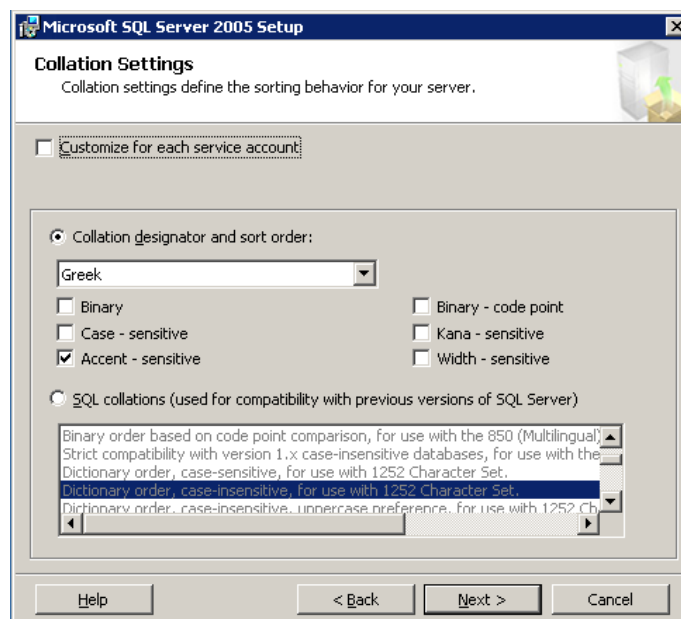 Microsoft SQL Server 2005 Setup
Collation Settings
Collation settings define the sorting behavior for your server.
Customize for each service account
Collation designator and sort order:
Greek
Binary
Binary - code point
Case - sensitive
Kana - sensitive
Accent - sensitive
Width - sensitive
SQL collations (used for compatibility with previous versions of SQL Server)
Binary order based on code point comparison, for use with the 850 (Multilingual)
Strict compatibility with version 1.x case-insensitive databases, for use with the
Dictionary order, case-sensitive, for use with 1252 Character Set.
Dictionary order, case-insensitive, for use with 1252 Character Set.
Dictionary order, case-insensitive, uppercase preference, for use with 1252 Ch
Help
< Back
Next >
Cancel